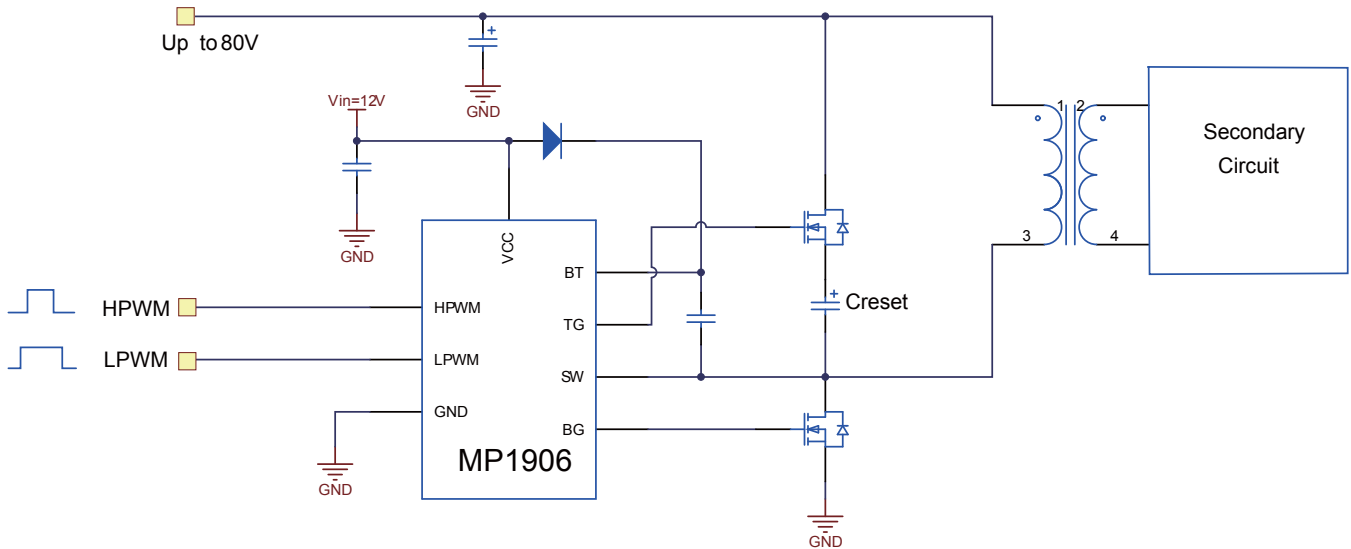 Up to 80V
GND
Vin=12V
GND
1 2
3 4
Secondary
Circuit
VCC
BT
HPWM
HPWM
TG
Creset
LPWM
LPWM
SW
GND
BG
MP1906
GND
GND